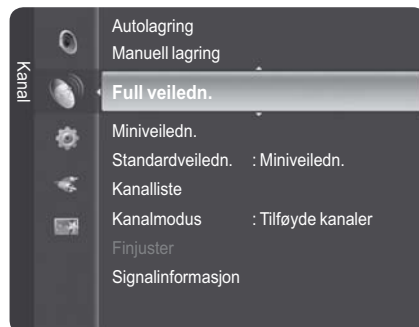 Kanal
Autolagring
Manuell lagring
Full veiledn.
Miniveiledn.
Standardveiledn. : Miniveiledn.
Kanalliste
Kanalmodus : Tilføyde kanaler
Finjuster
Signalinformasjon